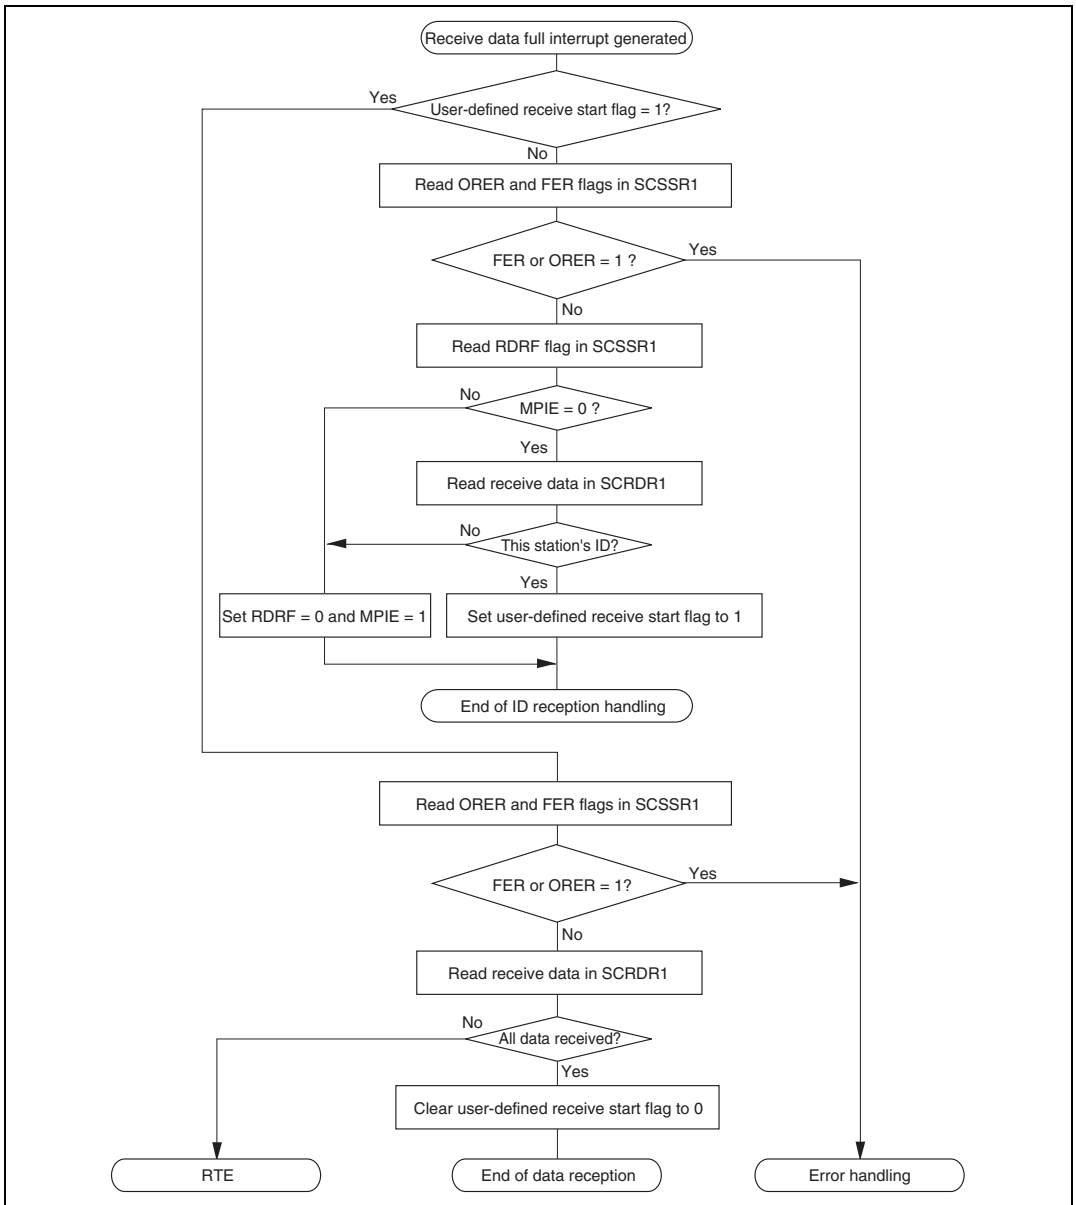 Receive data full interrupt generated
Yes
User-defined receive start flag = 1?
No
Read ORER and FER flags in SCSSR1
FER or ORER = 1 ?
Yes
No
Read RDRF flag in SCSSR1
No
MPIE = 0 ?
Yes
Read receive data in SCRDR1
No
This station's ID?
Yes
Set RDRF = 0 and MPIE = 1
Set user-defined receive start flag to 1
End of ID reception handling
Read ORER and FER flags in SCSSR1
FER or ORER = 1?
Yes
No
Read receive data in SCRDR1
No
All data received?
Yes
Clear user-defined receive start flag to 0
RTE
End of data reception
Error handling